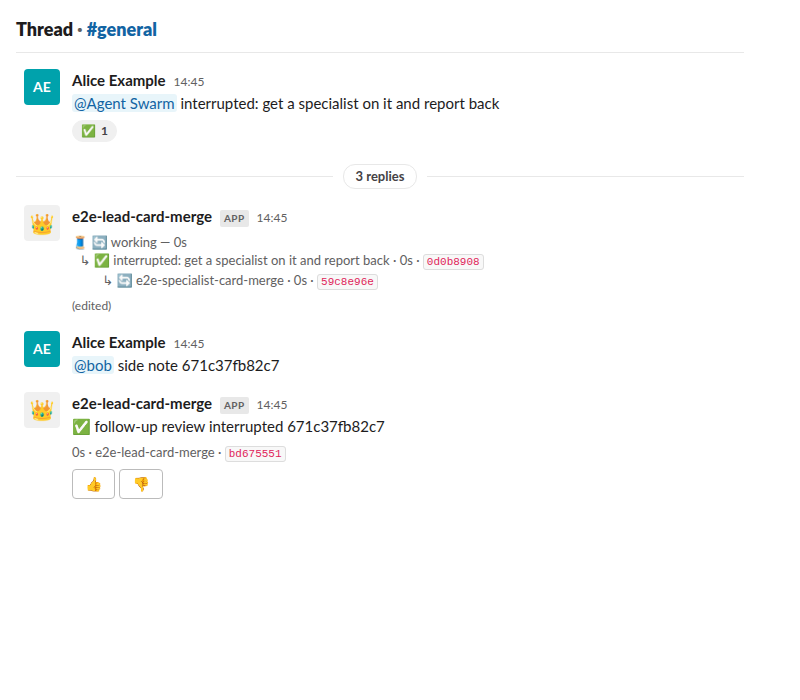 Thread • #general
AE
Alice Example 14:45
@Agent Swarm interrupted: get a specialist on it and report back
✅ 1
3 replies
e2e-lead-card-merge APP 14:45
🧵 🔄 working — 0s
↳ ✅ interrupted: get a specialist on it and report back · 0s · 0d0b8908
↳ 🔄 e2e-specialist-card-merge · 0s · 59c8e96e
(edited)
AE
Alice Example 14:45
@bob side note 671c37fb82c7
e2e-lead-card-merge APP 14:45
✅ follow-up review interrupted 671c37fb82c7
0s · e2e-lead-card-merge · bd675551
👍 👎